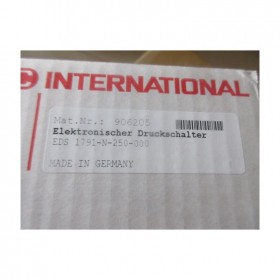 INTERNATIONAL
Mat.Nr.: 906205
Elektronischer Druckschalter
EDS 1791-N-250-000
MADE IN GERMANY